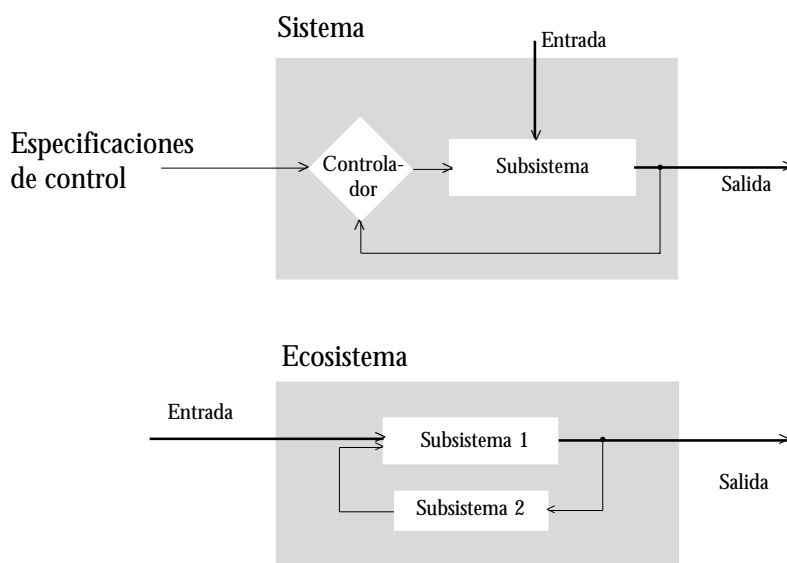 Sistema
Entrada
Especificaciones
de control
Controla-
dor
Subsistema
Salida
Ecosistema
Entrada
Subsistema 1
Subsistema 2
Salida